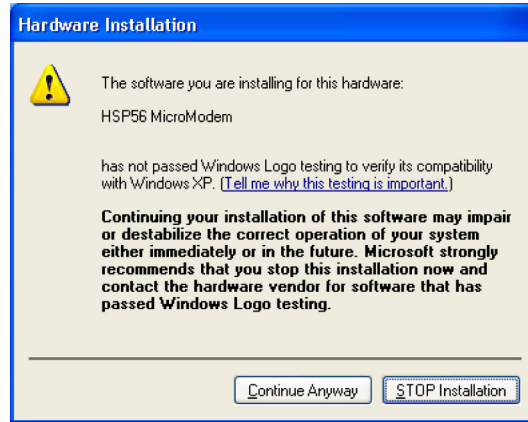 Hardware Installation
The software you are installing for this hardware:
HSP56 MicroModem
has not passed Windows Logo testing to verify its compatibility
with Windows XP. (Tell me why this testing is important.)
Continuing your installation of this software may impair
or destabilize the correct operation of your system
either immediately or in the future. Microsoft strongly
recommends that you stop this installation now and
contact the hardware vendor for software that has
passed Windows Logo testing.
Continue Anyway
STOP Installation